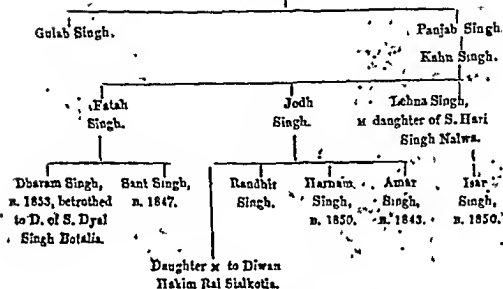 Gulab Singh.
Panjab Singh.
Kahn Singh.
Fatah
Singh.
Jodh
Singh.
Lehna Singh,
M daughter of S. Hari
Singh Nalwa.
Dharam Singh,
B. 1853, betrothed
to D. of S. Dyal
Singh Botalia.
Sant Singh,
B. 1847.
Randhir
Singh.
Harnam
Singh,
B. 1850.
Amar
Singh,
B. 1843.
Isar
Singh,
B. 1850.
Daughter M to Diwan
Hakim Rai Sialkotia.